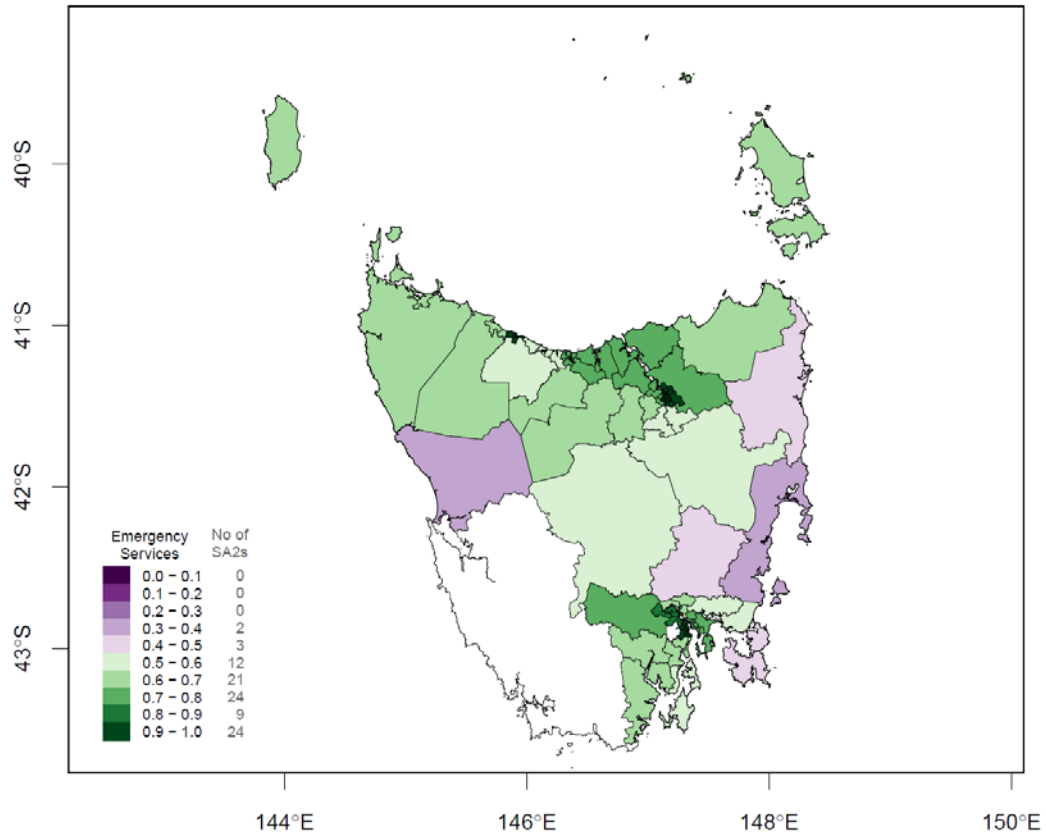 40°S
41°S
42°S
43°S
Emergency Services No of SA2s
0.0 – 0.1 0
0.1 – 0.2 0
0.2 – 0.3 0
0.3 – 0.4 2
0.4 – 0.5 3
0.5 – 0.6 12
0.6 – 0.7 21
0.7 – 0.8 24
0.8 – 0.9 9
0.9 – 1.0 24
144°E 146°E 148°E 150°E